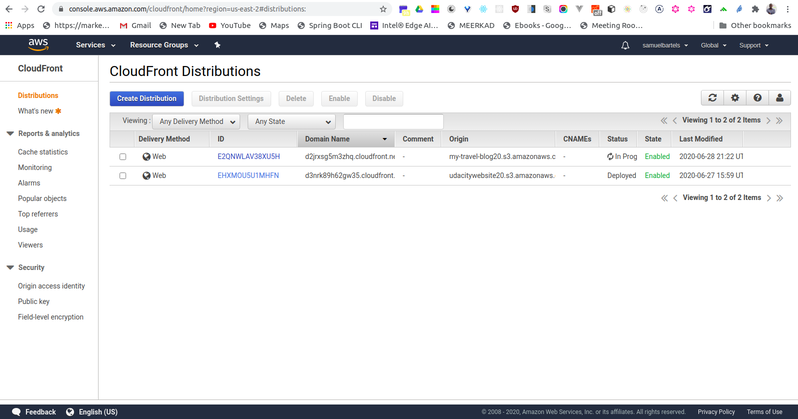 console.aws.amazon.com/cloudfront/home?region=us-east-2#distributions:
Apps https://marke... Gmail New Tab YouTube Maps Spring Boot CLI Intel® Edge AI... MEERKAD Ebooks - Goog... Meeting Roo... Other bookmarks
aws Services Resource Groups samuelbartels Global Support
CloudFront
Distributions
What's new
Reports & analytics
Cache statistics
Monitoring
Alarms
Popular objects
Top referrers
Usage
Viewers
Security
Origin access identity
Public key
Field-level encryption
CloudFront Distributions
Create Distribution Distribution Settings Delete Enable Disable
Viewing : Any Delivery Method Any State Viewing 1 to 2 of 2 Items
Delivery Method ID Domain Name Comment Origin CNAMEs Status State Last Modified
Web E2QNWLAV38XU5H d2jrxsg5m3zhq.cloudfront.ne - my-travel-blog20.s3.amazonaws.c - In Prog Enabled 2020-06-28 21:22 UT
Web EHXMOU5U1MHFN d3nrk89h62gw35.cloudfront. - udacitywebsite20.s3.amazonaws. - Deployed Enabled 2020-06-27 15:59 UT
Viewing 1 to 2 of 2 Items
Feedback English (US) © 2008 - 2020, Amazon Web Services, Inc. or its affiliates. All rights reserved. Privacy Policy Terms of Use